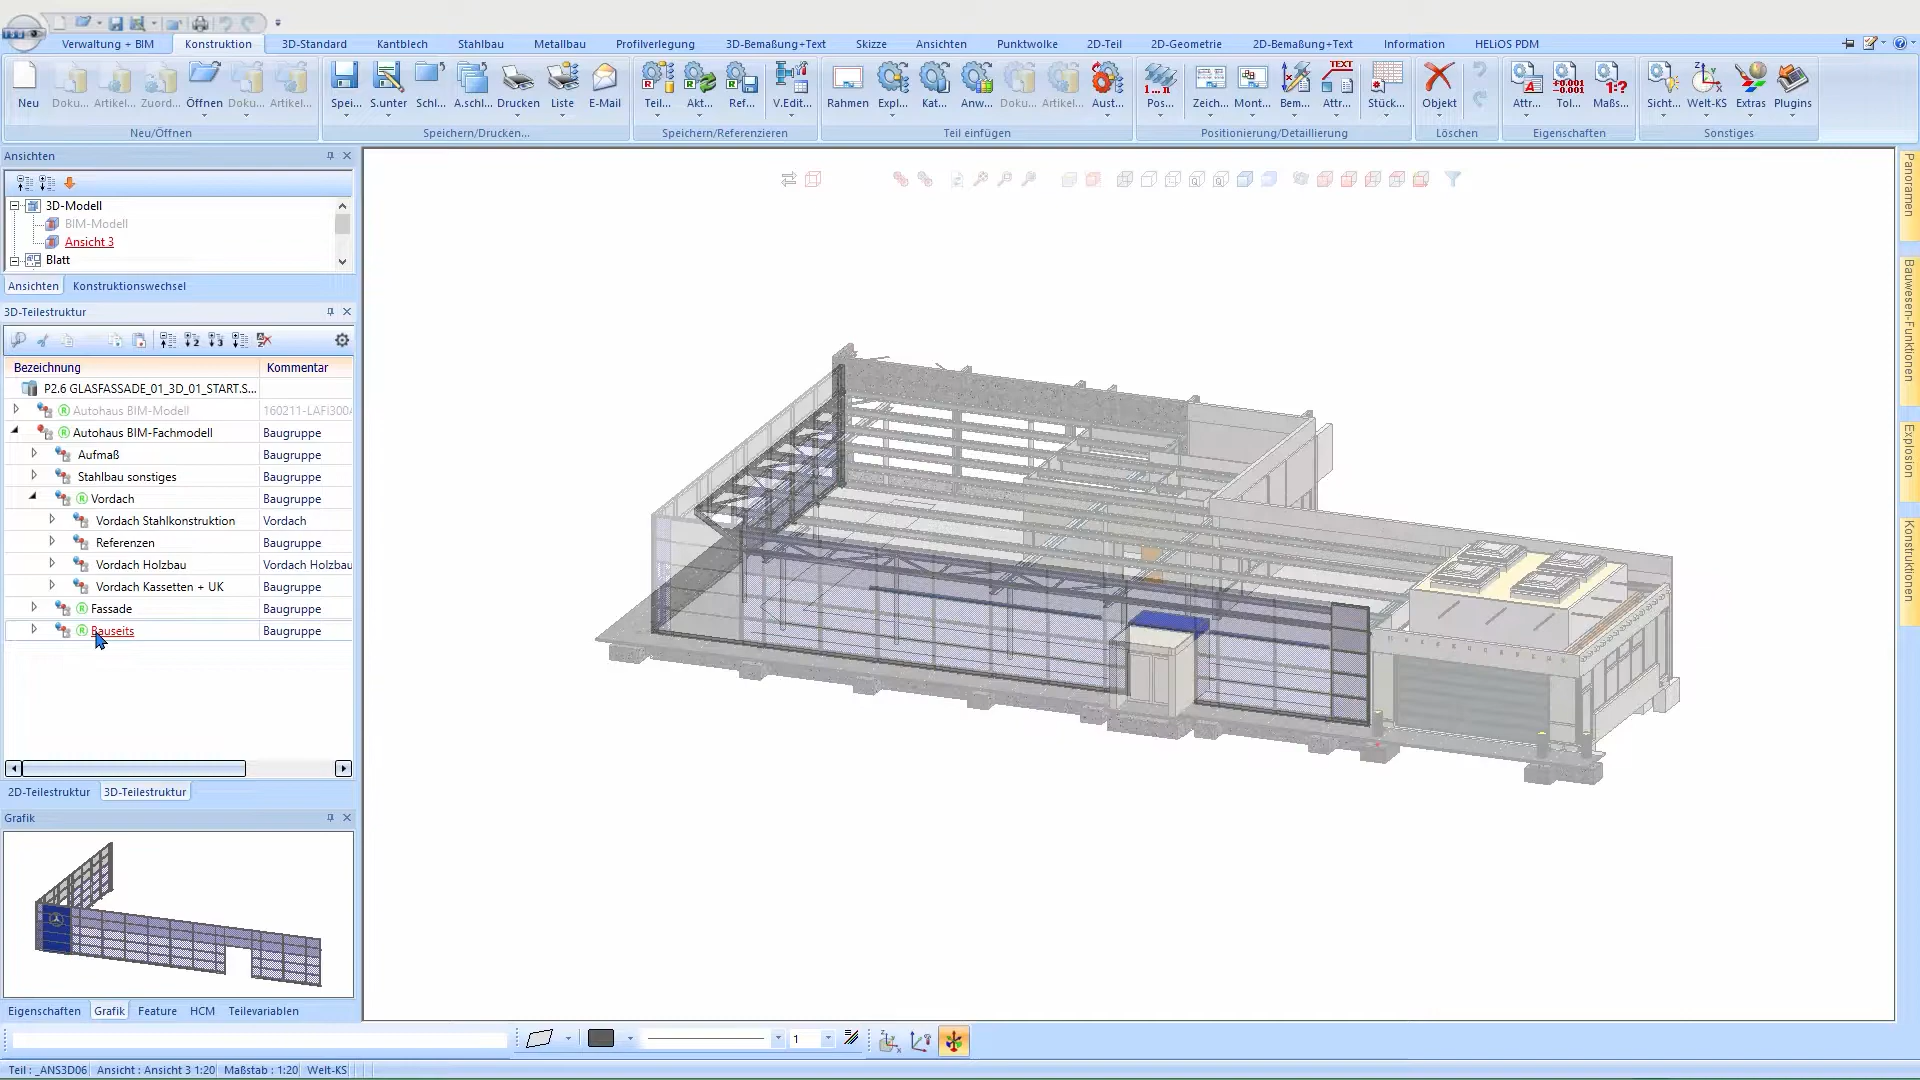 Verwaltung + BIM Konstruktion 3D-Standard Kantblech Stahlbau Metallbau Profilverlegung 3D-Bemaßung+Text Skizze Ansichten Punktwolke 2D-Teil 2D-Geometrie 2D-Bemaßung+Text Information HELiOS PDM
Neu Doku... Artikel... Zuord... Öffnen Doku... Artikel... Spei... S.unter Schl... A.schl... Drucken Liste E-Mail Teil... Akt... Ref... V.Edit... Rahmen Expl... Kat... Anw... Doku... Artikel... Aust... Pos... Zeich... Mont... Bem... Attr... Stück... Objekt Attr... Tol... Maßs... Sicht... Welt-KS Extras Plugins
Neu/Öffnen Speichern/Drucken... Speichern/Referenzieren Teil einfügen Positionierung/Detaillierung Löschen Eigenschaften Sonstiges
Ansichten
3D-Modell
BIM-Modell
Ansicht 3
Blatt
Ansichten Konstruktionswechsel
3D-Teilestruktur
Bezeichnung Kommentar
P2.6 GLASFASSADE_01_3D_01_START.S...
Autohaus BIM-Modell 160211-LAFI300A
Autohaus BIM-Fachmodell Baugruppe
Aufmaß Baugruppe
Stahlbau sonstiges Baugruppe
Vordach Baugruppe
Vordach Stahlkonstruktion Vordach
Referenzen Baugruppe
Vordach Holzbau Vordach Holzbau
Vordach Kassetten + UK Baugruppe
Fassade Baugruppe
Bauseits Baugruppe
2D-Teilestruktur 3D-Teilestruktur
Grafik
Eigenschaften Grafik Feature HCM Teilevariablen
1
Teil : _ANS3D06 Ansicht : Ansicht 3 1:20 Maßstab : 1:20 Welt-KS
Panoramen
Bauwesen-Funktionen
Explosion
Konstruktionen